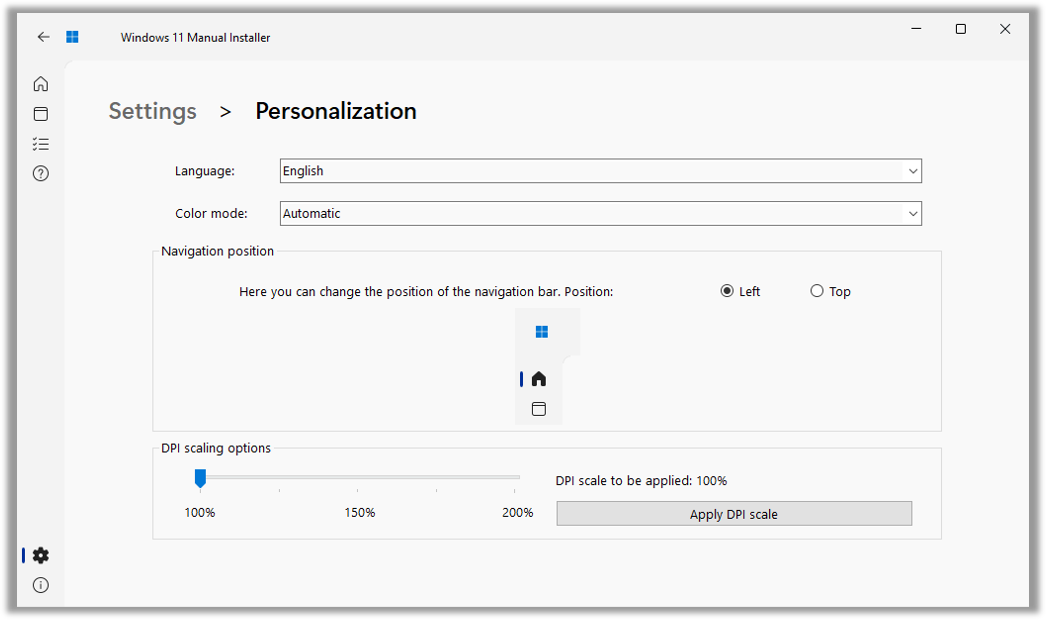 Windows 11 Manual Installer
Settings > Personalization
Language: English
Color mode: Automatic
Navigation position
Here you can change the position of the navigation bar. Position: Left Top
DPI scaling options
DPI scale to be applied: 100%
100% 150% 200%
Apply DPI scale